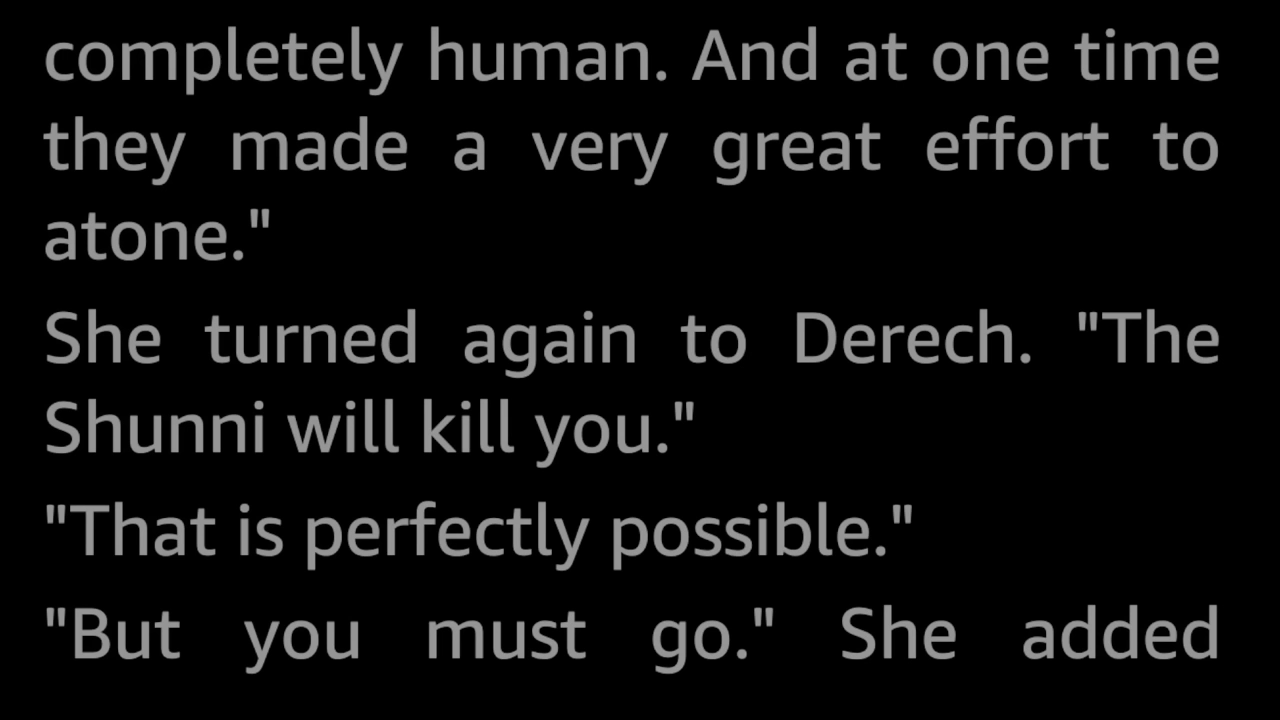 completely human. And at one time
they made a very great effort to
atone."
She turned again to Derech. "The
Shunni will kill you."
"That is perfectly possible."
"But you must go." She added